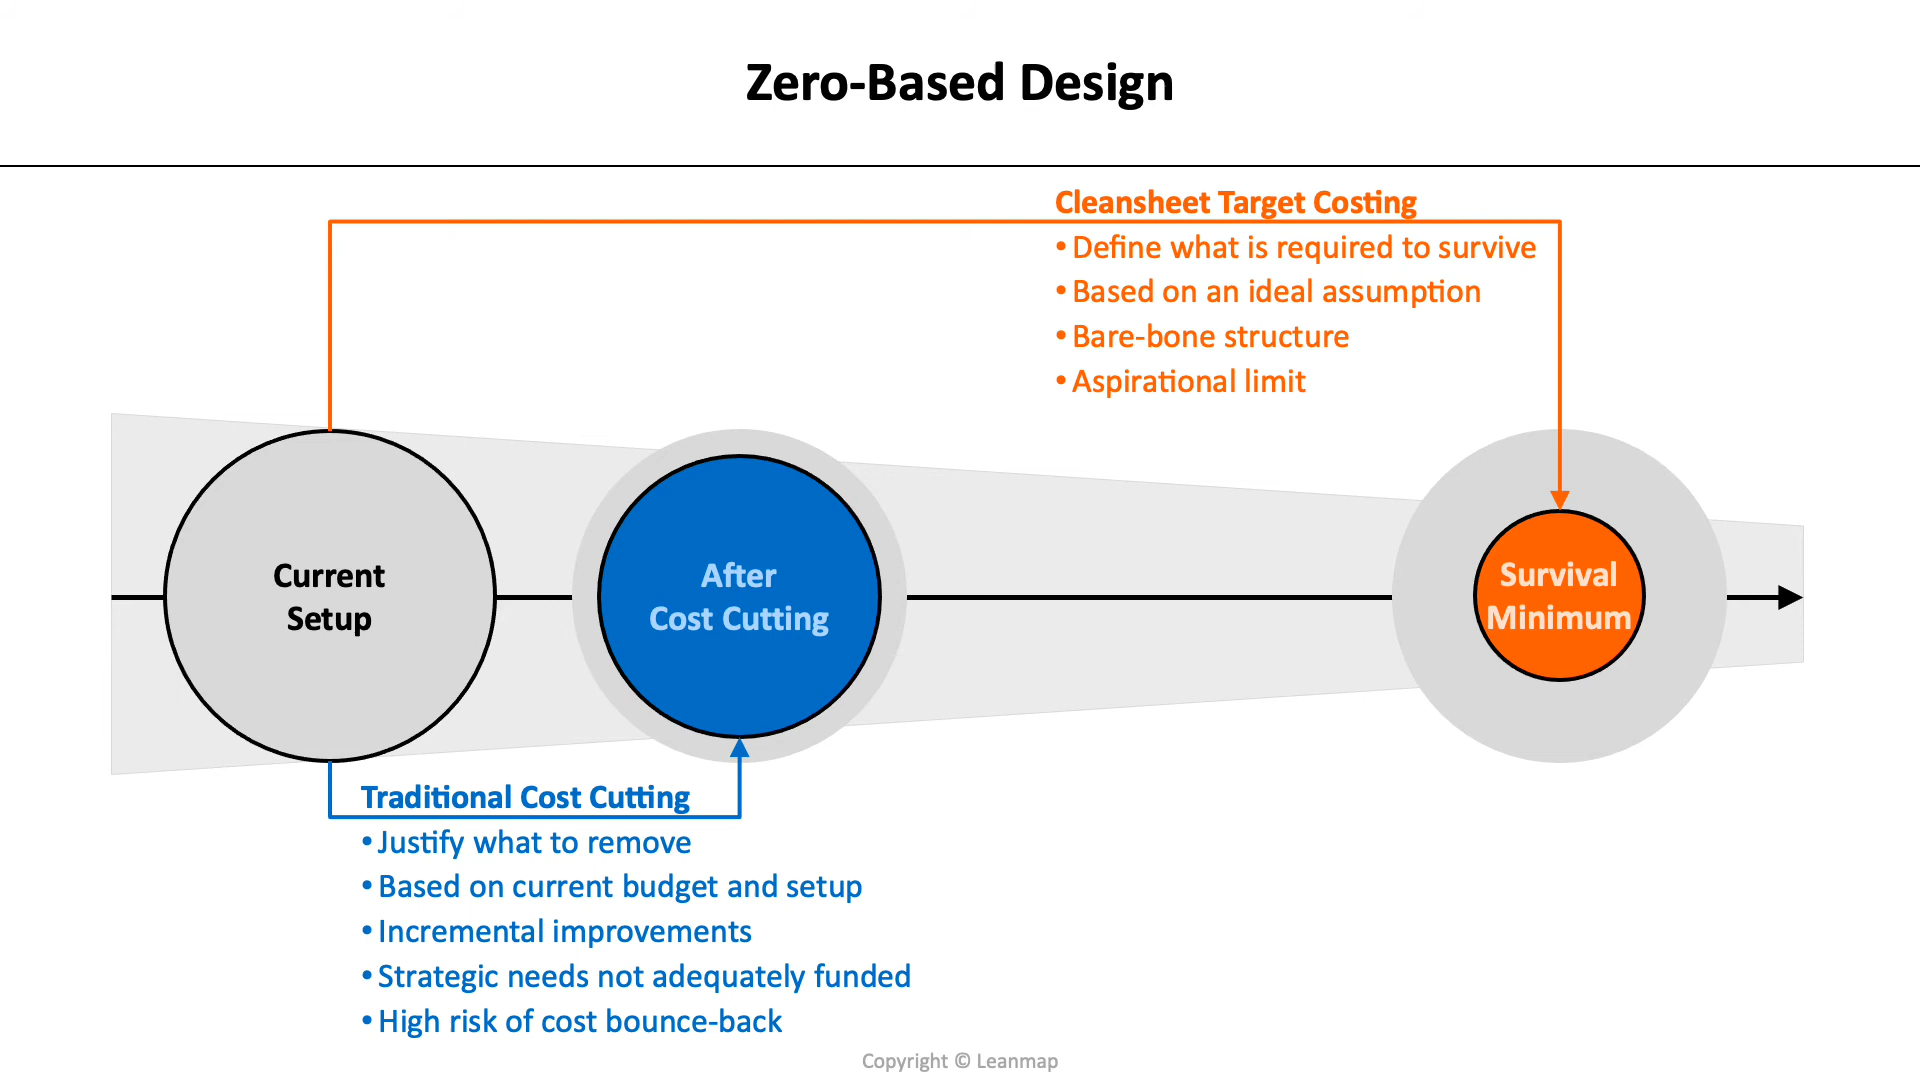 Zero-Based Design
Cleansheet Target Costing
• Define what is required to survive
• Based on an ideal assumption
• Bare-bone structure
• Aspirational limit
Current
Setup
After
Cost Cutting
Survival
Minimum
Traditional Cost Cutting
• Justify what to remove
• Based on current budget and setup
• Incremental improvements
• Strategic needs not adequately funded
• High risk of cost bounce-back
Copyright © Leanmap